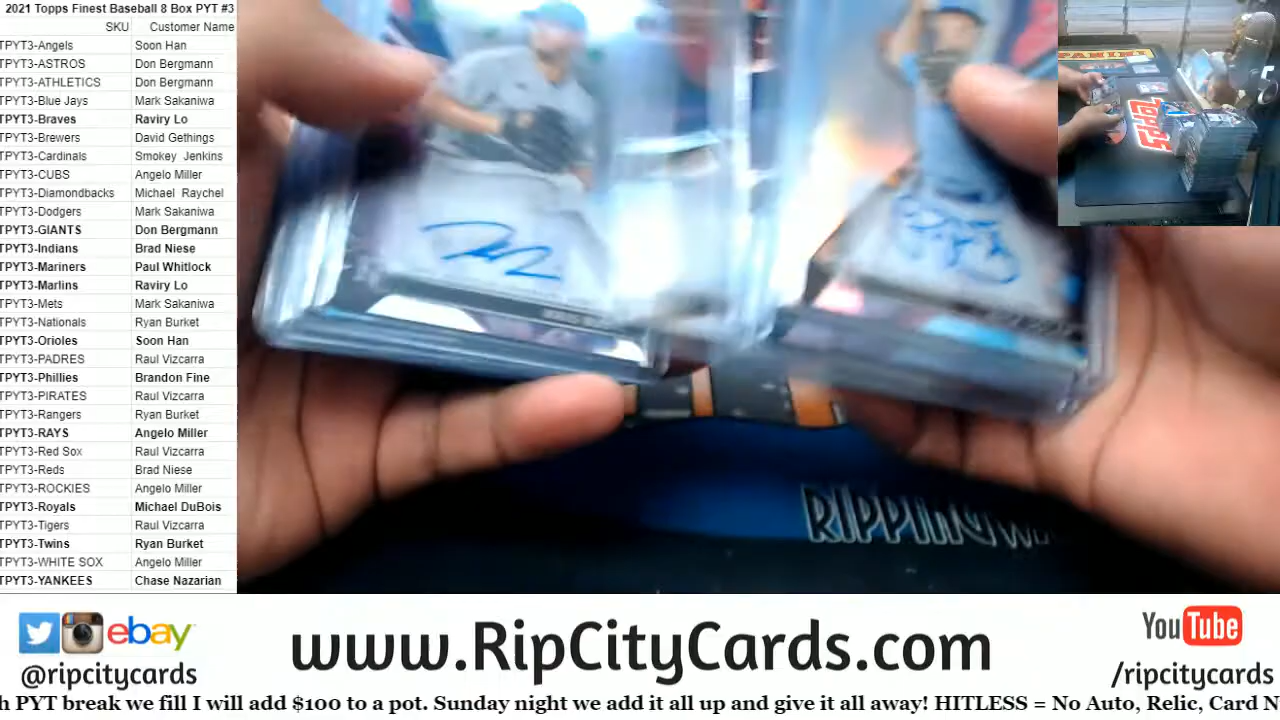 2021 Topps Finest Baseball 8 Box PYT #3
SKU Customer Name
TPYT3-Angels Soon Han
TPYT3-ASTROS Don Bergmann
TPYT3-ATHLETICS Don Bergmann
TPYT3-Blue Jays Mark Sakaniwa
TPYT3-Braves Raviry Lo
TPYT3-Brewers David Gethings
TPYT3-Cardinals Smokey Jenkins
TPYT3-CUBS Angelo Miller
TPYT3-Diamondbacks Michael Raychel
TPYT3-Dodgers Mark Sakaniwa
TPYT3-GIANTS Don Bergmann
TPYT3-Indians Brad Niese
TPYT3-Mariners Paul Whitlock
TPYT3-Marlins Raviry Lo
TPYT3-Mets Mark Sakaniwa
TPYT3-Nationals Ryan Burket
TPYT3-Orioles Soon Han
TPYT3-PADRES Raul Vizcarra
TPYT3-Phillies Brandon Fine
TPYT3-PIRATES Raul Vizcarra
TPYT3-Rangers Ryan Burket
TPYT3-RAYS Angelo Miller
TPYT3-Red Sox Raul Vizcarra
TPYT3-Reds Brad Niese
TPYT3-ROCKIES Angelo Miller
TPYT3-Royals Michael DuBois
TPYT3-Tigers Raul Vizcarra
TPYT3-Twins Ryan Burket
TPYT3-WHITE SOX Angelo Miller
TPYT3-YANKEES Chase Nazarian
PANINI
Topps
RIPPINGWA
ebay
@ripcitycards
www.RipCityCards.com
YouTube
/ripcitycards
h PYT break we fill I will add $100 to a pot. Sunday night we add it all up and give it all away! HITLESS = No Auto, Relic, Card N